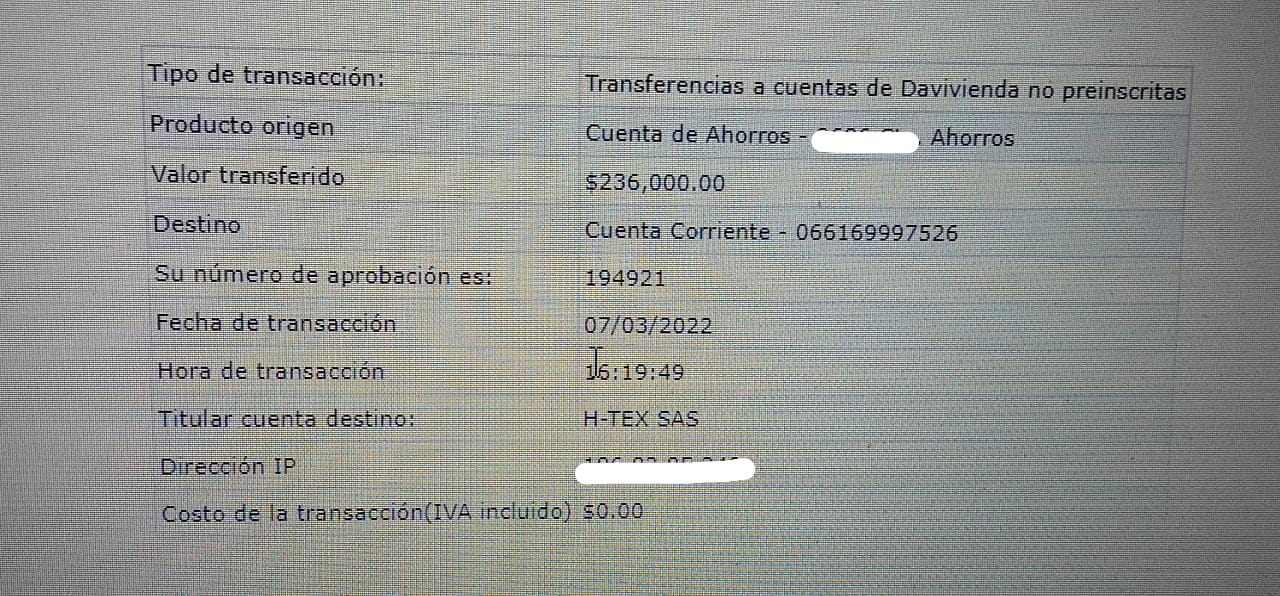 Tipo de transacción: Transferencias a cuentas de Davivienda no preinscritas
Producto origen Cuenta de Ahorros - Ahorros
Valor transferido $236,000.00
Destino Cuenta Corriente - 066169997526
Su número de aprobación es: 194921
Fecha de transacción 07/03/2022
Hora de transacción 16:19:49
Titular cuenta destino: H-TEX SAS
Dirección IP
Costo de la transacción(IVA incluido) $0.00